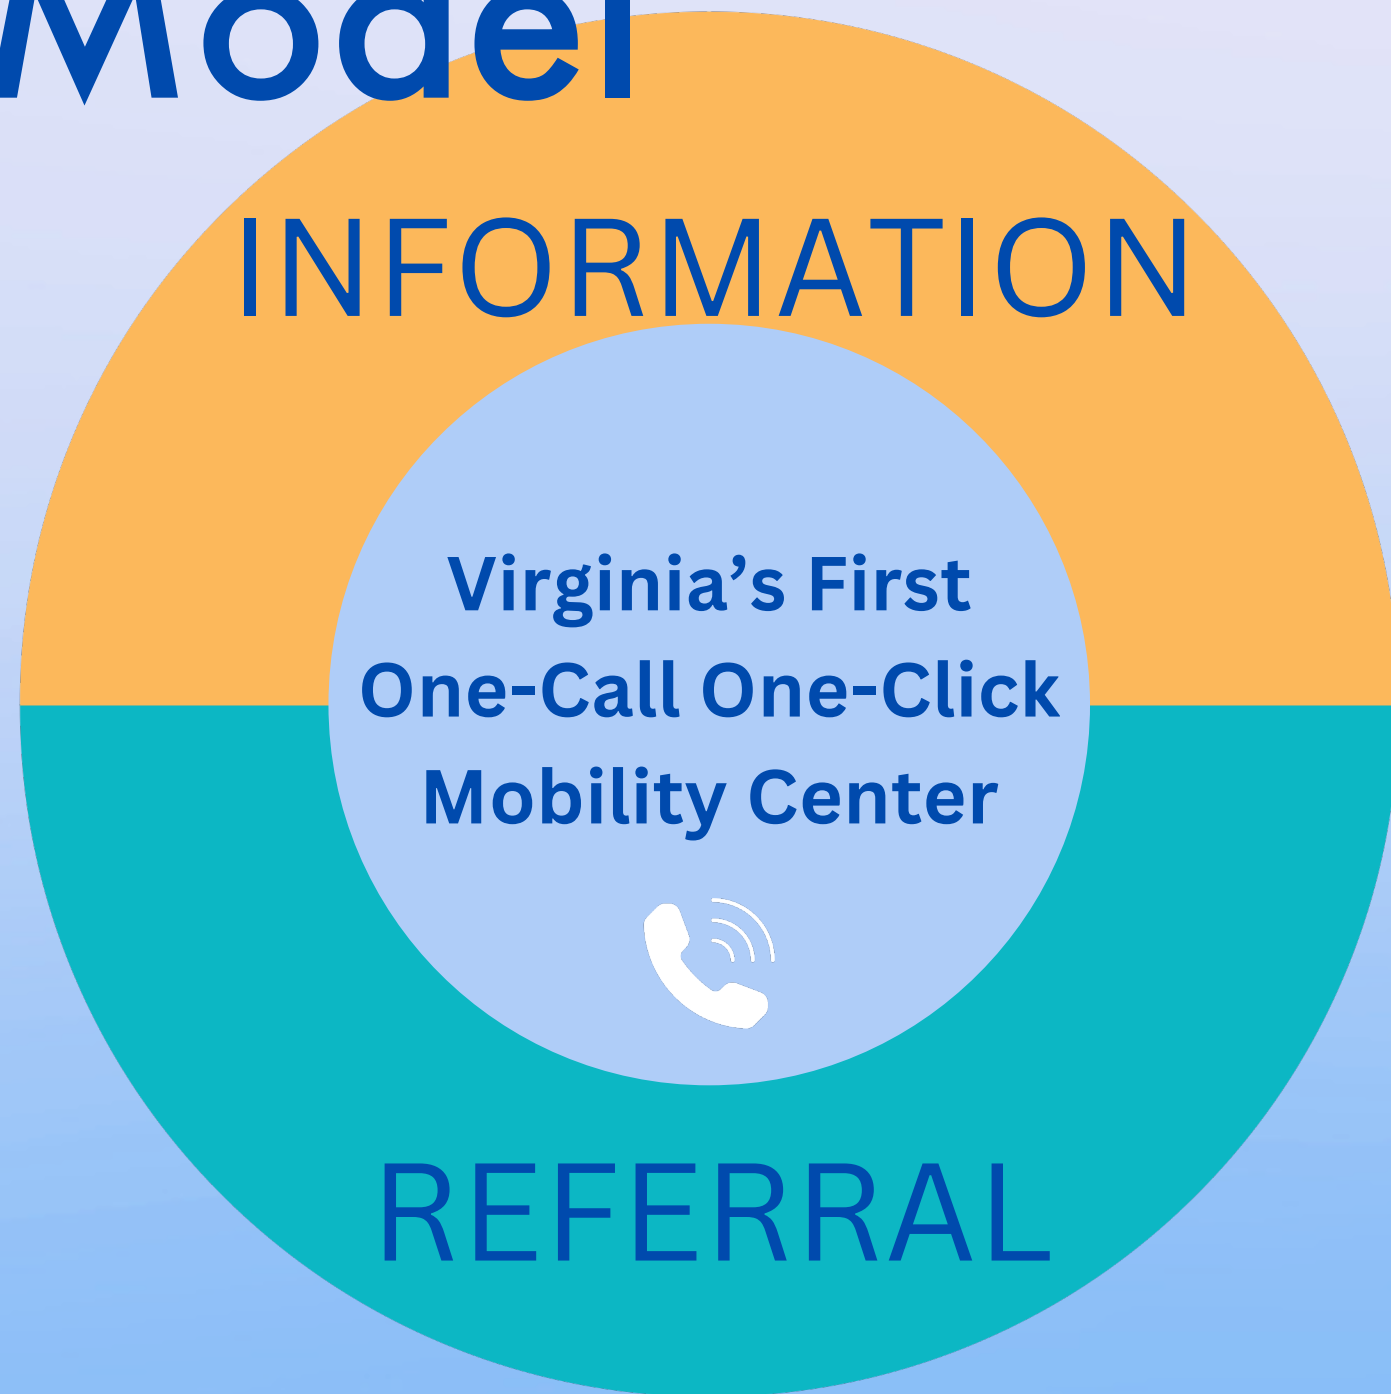 Model
INFORMATION
Virginia’s First
One-Call One-Click
Mobility Center
REFERRAL